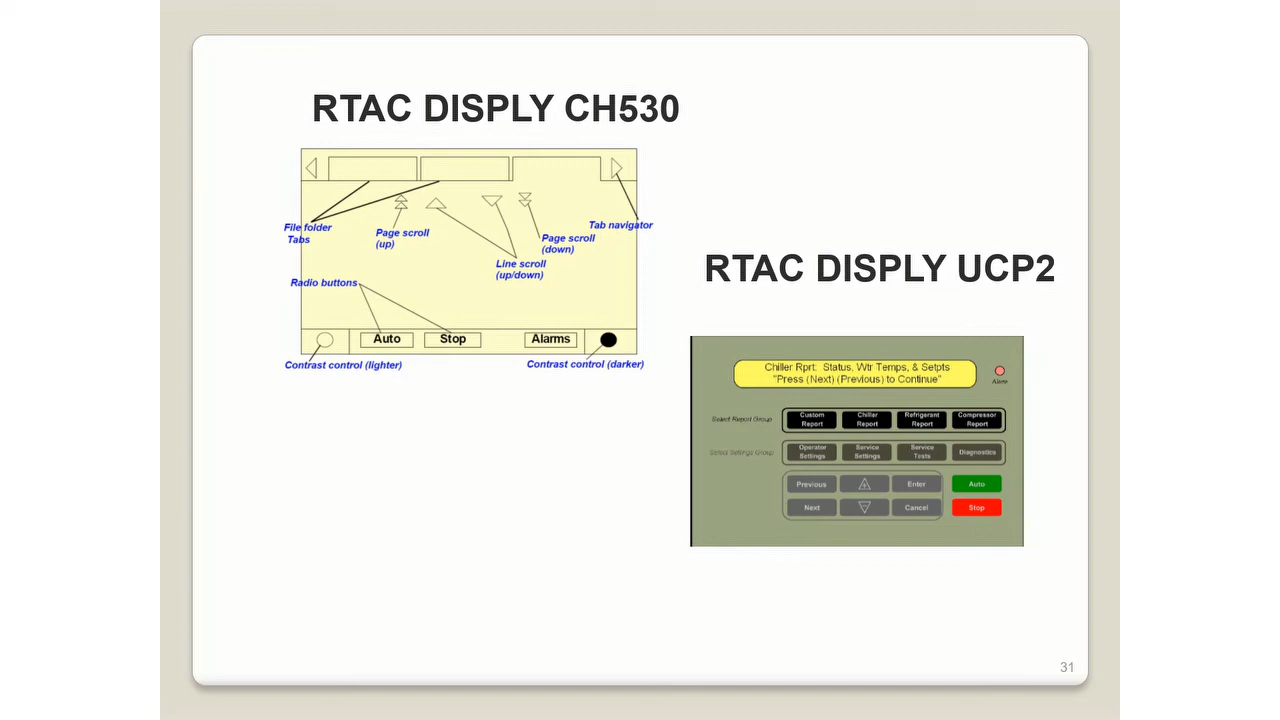 RTAC DISPLY CH530
File folder
Tabs
Page scroll
(up)
Line scroll
(up/down)
Page scroll
(down)
Tab navigator
Radio buttons
Auto
Stop
Alarms
Contrast control (lighter)
Contrast control (darker)
RTAC DISPLY UCP2
Chiller Rprt: Status, Wtr Temps, & Setpts
"Press (Next) (Previous) to Continue"
Alarm
Select Report Group
Custom
Report
Chiller
Report
Refrigerant
Report
Compressor
Report
Select Settings Group
Operator
Settings
Service
Settings
Service
Tests
Diagnostics
Previous
+
Enter
Auto
Next
-
Cancel
Stop
31